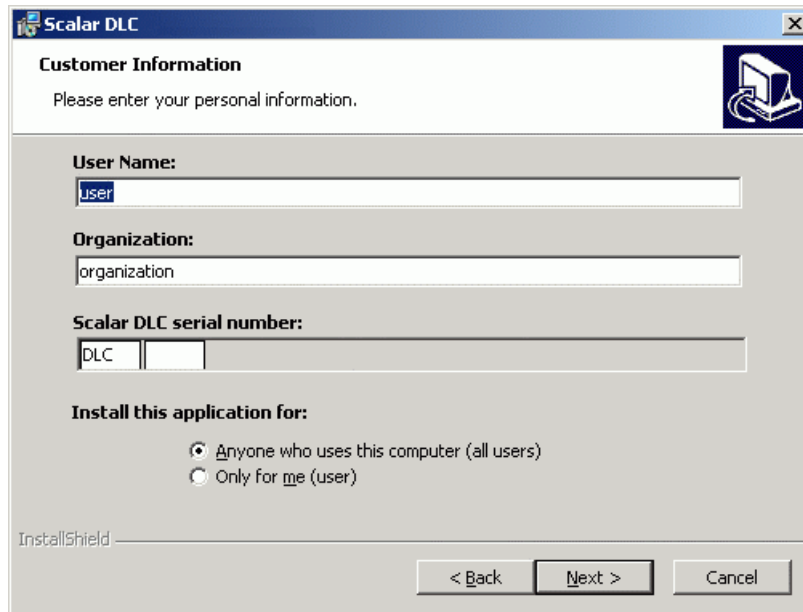 Scalar DLC
Customer Information
Please enter your personal information.
User Name:
user
Organization:
organization
Scalar DLC serial number:
DLC
Install this application for:
Anyone who uses this computer (all users)
Only for me (user)
InstallShield
< Back Next > Cancel